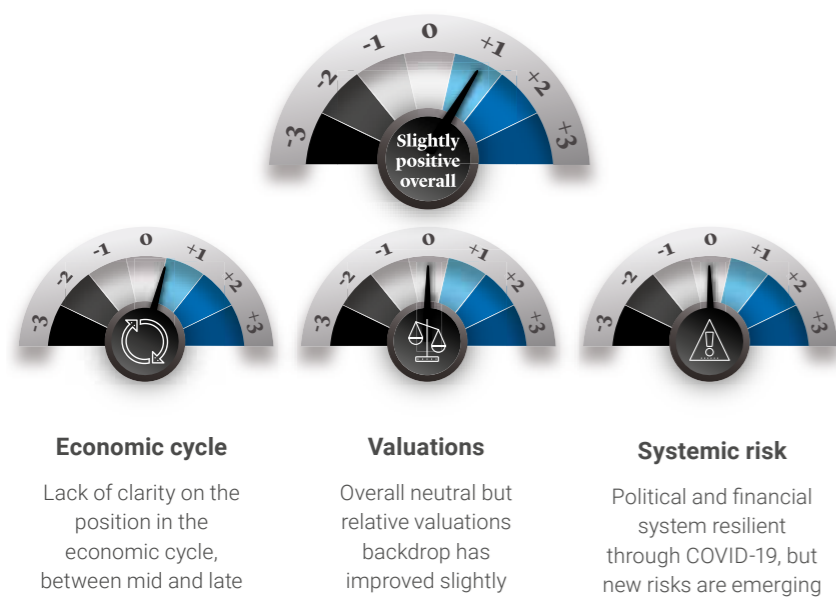 -3 -2 -1 0 +1 +2 +3
Slightly
positive
overall
-3 -2 -1 0 +1 +2 +3
-3 -2 -1 0 +1 +2 +3
-3 -2 -1 0 +1 +2 +3
Economic cycle
Lack of clarity on the
position in the
economic cycle,
between mid and late
Valuations
Overall neutral but
relative valuations
backdrop has
improved slightly
Systemic risk
Political and financial
system resilient
through COVID-19, but
new risks are emerging